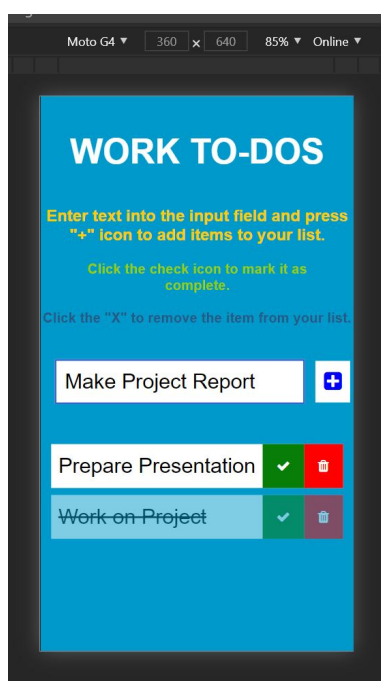 Moto G4 ▼ 360 x 640 85% ▼ Online ▼
WORK TO-DOS
Enter text into the input field and press
"+" icon to add items to your list.
Click the check icon to mark it as
complete.
Click the "X" to remove the item from your list.
Make Project Report
Prepare Presentation
Work on Project